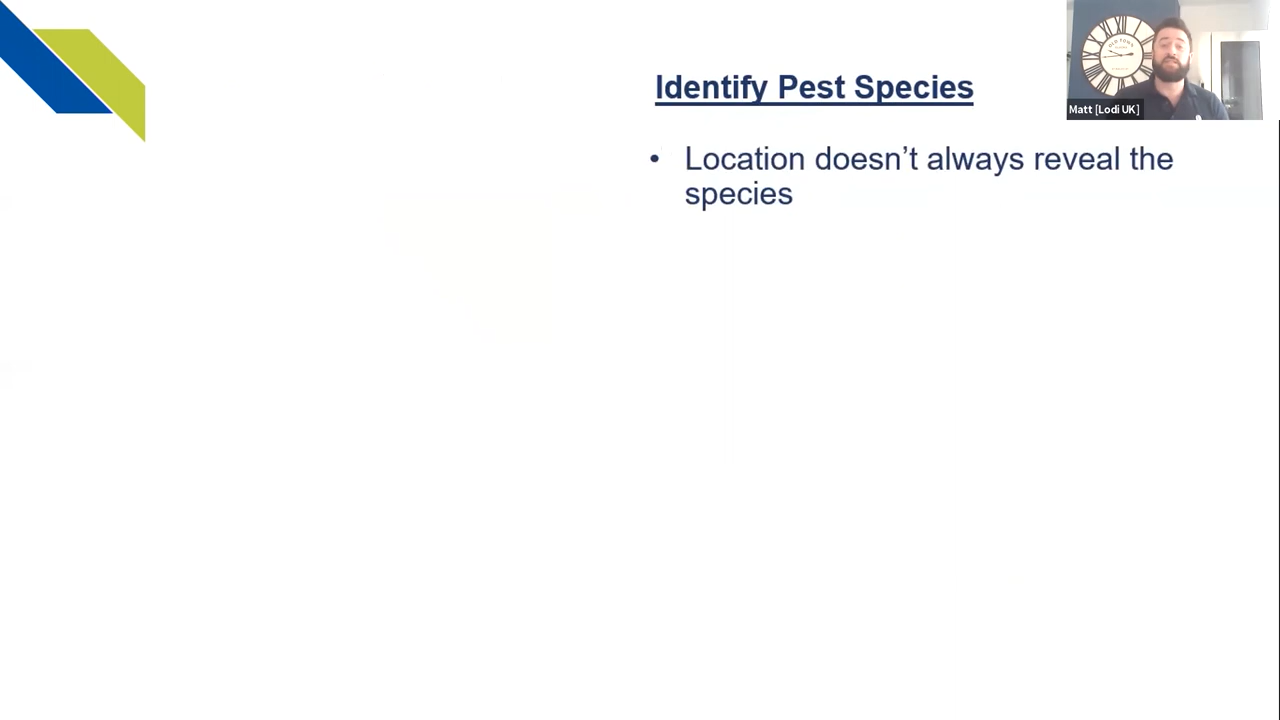 Identify Pest Species
Matt [Lodi UK]
• Location doesn’t always reveal the
species